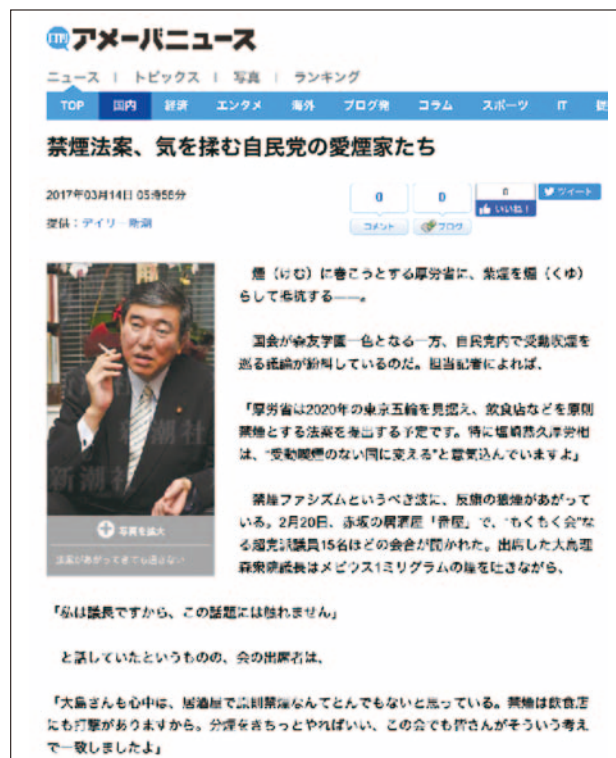 アメーバニュース
ニュース | トピックス | 写真 | ランキング
TOP 国内 経済 エンタメ 海外 ブログ発 コラム スポーツ IT
禁煙法案、気を揉む自民党の愛煙家たち
2017年03月14日 05時58分
提供：デイリー新潮
0 0 0 ツイート
いいね！
コメント ブログ
煙（けむ）に巻こうとする厚労省に、紫煙を燻（くゆ）
らして抵抗する――。
国会が森友学園一色となる一方、自民党内で受動喫煙を
巡る議論が紛糾しているのだ。担当記者によれば、
「厚労省は2020年の東京五輪を見据え、飲食店などを原則
禁煙とする法案を提出する予定です。特に塩崎恭久厚労相
は、“受動喫煙のない国に変える”と意気込んでいますよ」
禁煙ファシズムというべき波に、反旗の狼煙があがって
いる。2月20日、赤坂の居酒屋「番屋」で、“もくもく会”な
る超党派議員15名ほどの会合が開かれた。出席した大島理
森衆院議長はメビウス1ミリグラムの煙を吐きながら、
新潮社
新潮社
写真を拡大
法案があがってきても通さない
「私は議長ですから、この話題には触れません」
と話していたというものの、会の出席者は、
「大島さんも心中は、居酒屋で原則禁煙なんてとんでもないと思っている。禁煙は飲食店
にも打撃がありますから。分煙をきちっとやればいい、この会でも皆さんがそういう考え
で一致しましたよ」